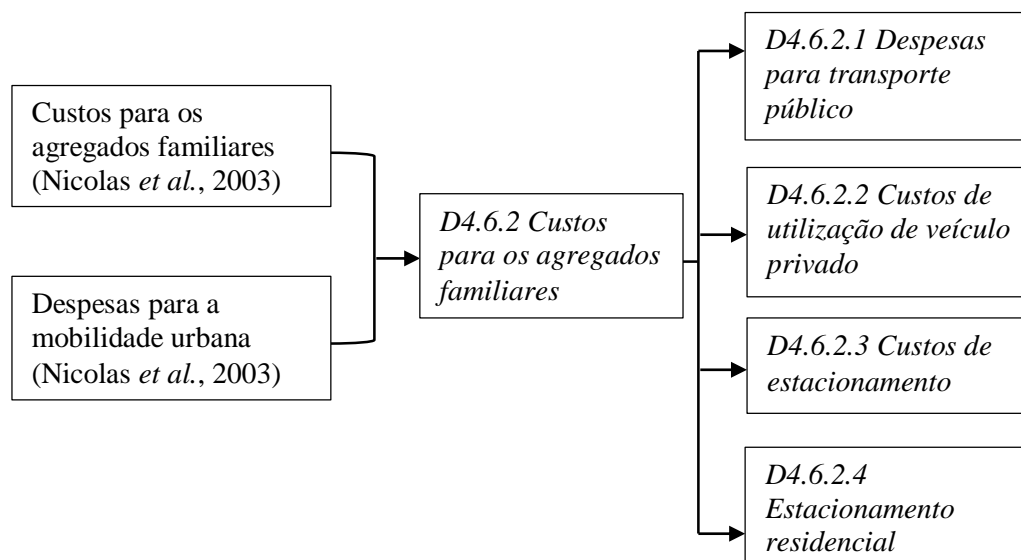 Custos para os
agregados familiares
(Nicolas et al., 2003)
Despesas para a
mobilidade urbana
(Nicolas et al., 2003)
D4.6.2 Custos
para os agregados
familiares
D4.6.2.1 Despesas
para transporte
público
D4.6.2.2 Custos de
utilização de veículo
privado
D4.6.2.3 Custos de
estacionamento
D4.6.2.4
Estacionamento
residencial